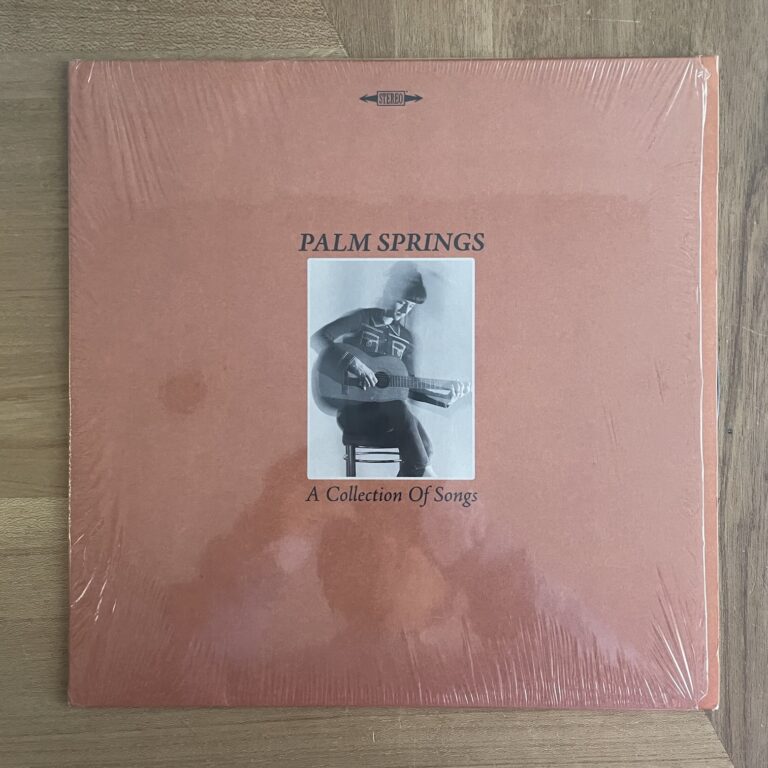 STEREO
PALM SPRINGS
A Collection Of Songs